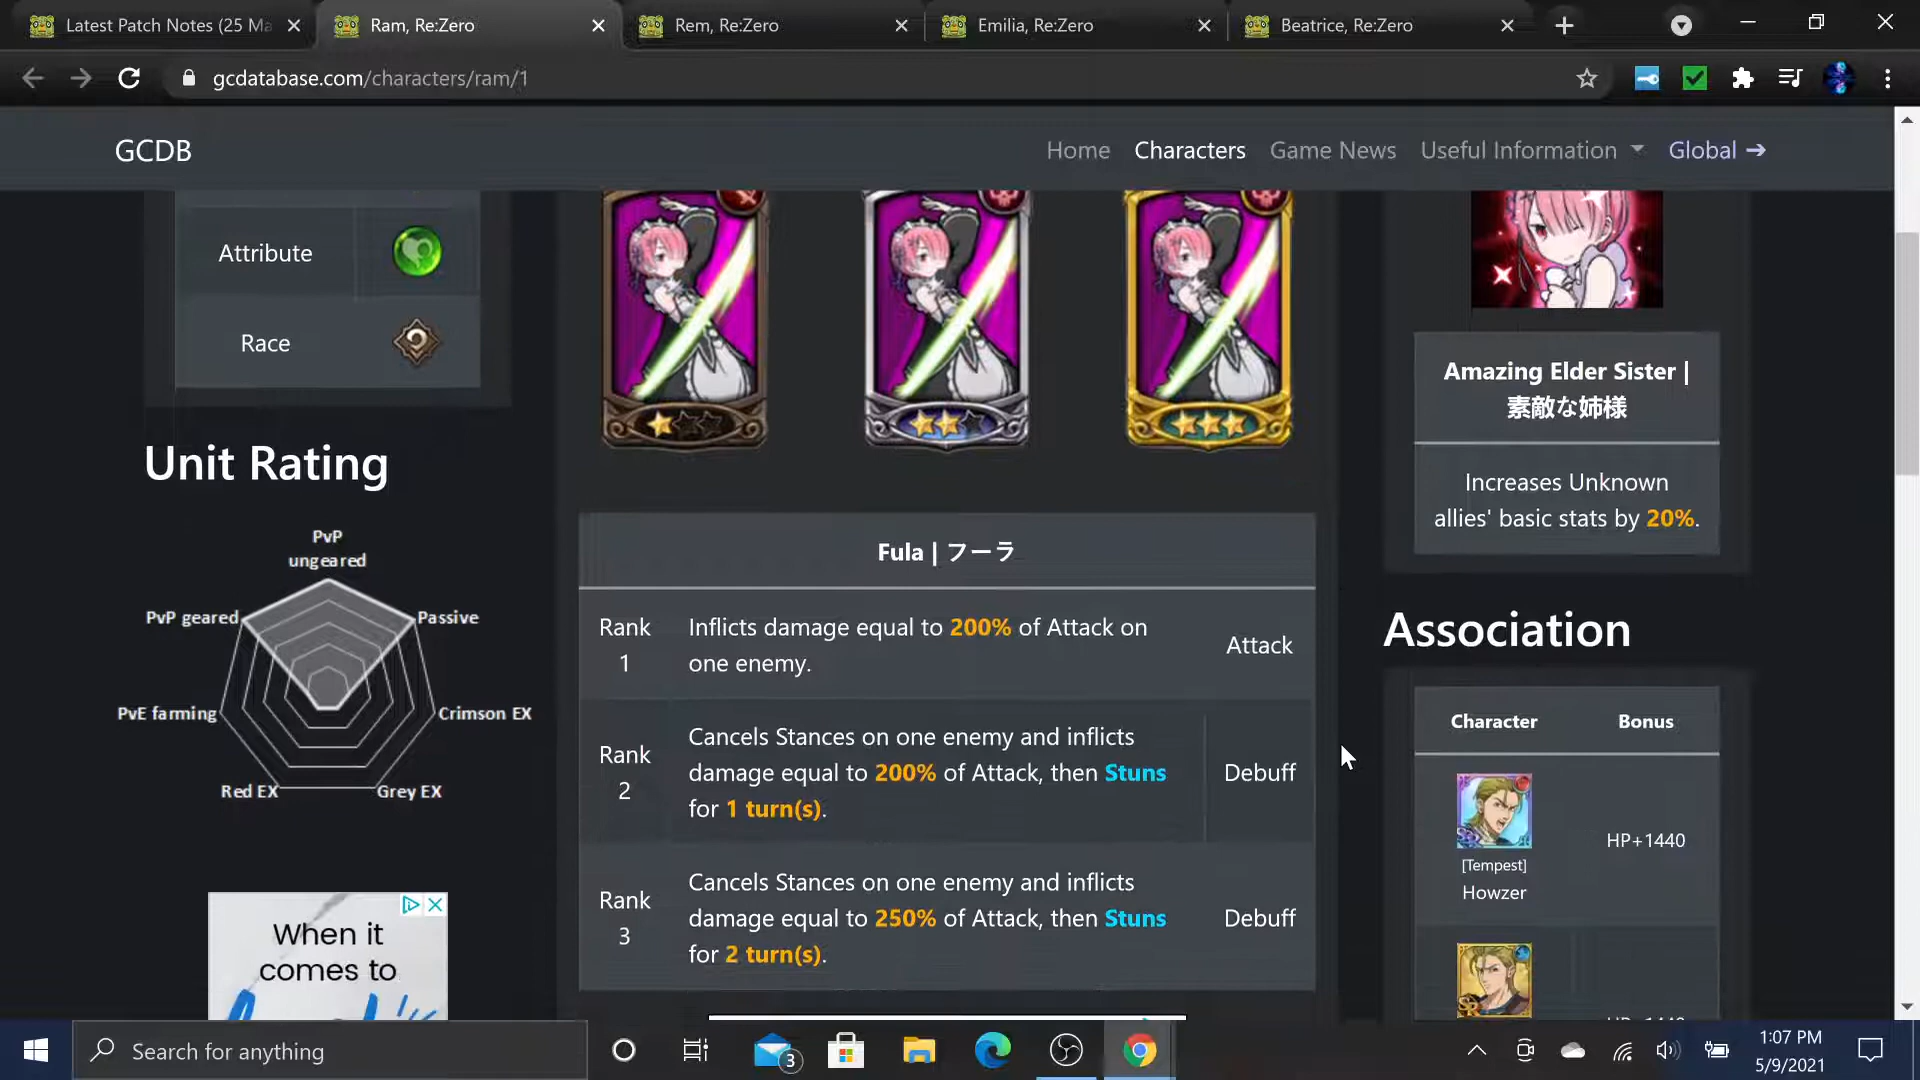 Latest Patch Notes (25 Ma
Ram, Re:Zero
Rem, Re:Zero
Emilia, Re:Zero
Beatrice, Re:Zero
gcdatabase.com/characters/ram/1
GCDB
Home
Characters
Game News
Useful Information
Global
Attribute
Race
Unit Rating
PvP
ungeared
PvP geared
Passive
PvE farming
Crimson EX
Red EX
Grey EX
When it
comes to
Fula | フーラ
Rank
1
Inflicts damage equal to 200% of Attack on
one enemy.
Attack
Rank
2
Cancels Stances on one enemy and inflicts
damage equal to 200% of Attack, then Stuns
for 1 turn(s).
Debuff
Rank
3
Cancels Stances on one enemy and inflicts
damage equal to 250% of Attack, then Stuns
for 2 turn(s).
Debuff
Amazing Elder Sister |
素敵な姉様
Increases Unknown
allies' basic stats by 20%.
Association
Character
Bonus
[Tempest]
Howzer
HP+1440
SR
Search for anything
3
1:07 PM
5/9/2021